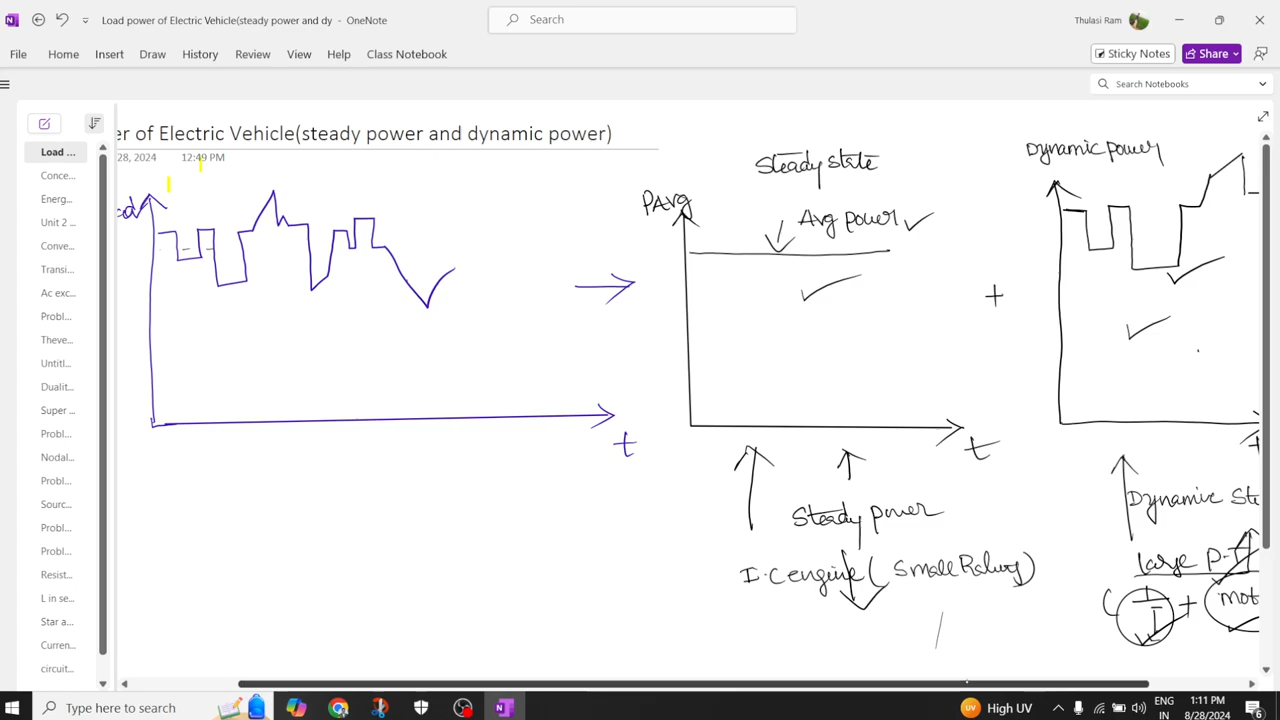 Load power of Electric Vehicle(steady power and dy - OneNote
Search
Thulasi Ram
File Home Insert Draw History Review View Help Class Notebook
Sticky Notes
Share
Search Notebooks
er of Electric Vehicle(steady power and dynamic power)
28, 2024 12:49 PM
Load ...
Conce...
Energ...
Unit 2 ...
Conve...
Transi...
Ac exc...
Probl...
Theve...
Untitl...
Dualit...
Super ...
Probl...
Nodal...
Probl...
Sourc...
Probl...
Probl...
Resist...
L in se...
Star a...
Curren...
circuit...
t
Steady state
PAvg
Avg power
t
Steady power
I.C engine ( Small Rating)
+
Dynamic power
t
Dynamic Ste
large P-
+ mot
Type here to search
High UV
ENG
IN
1:11 PM
8/28/2024
6